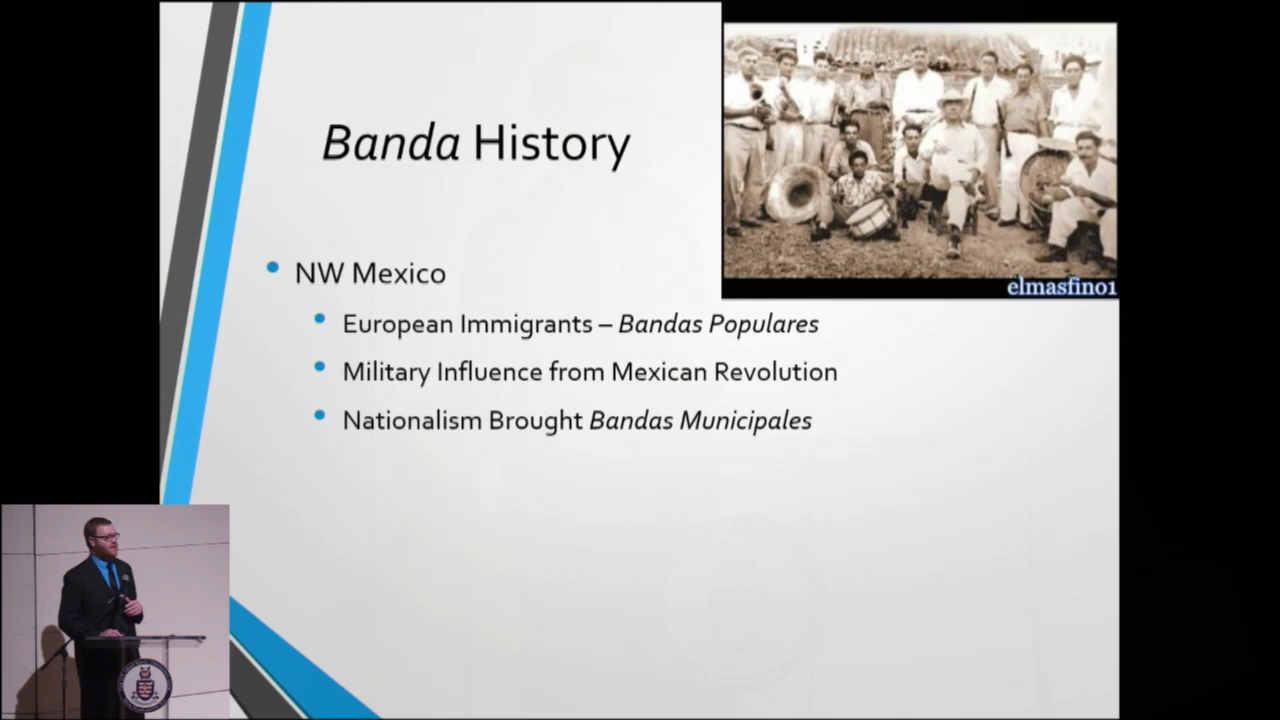 Banda History
elmasfino1
NW Mexico
European Immigrants – Bandas Populares
Military Influence from Mexican Revolution
Nationalism Brought Bandas Municipales